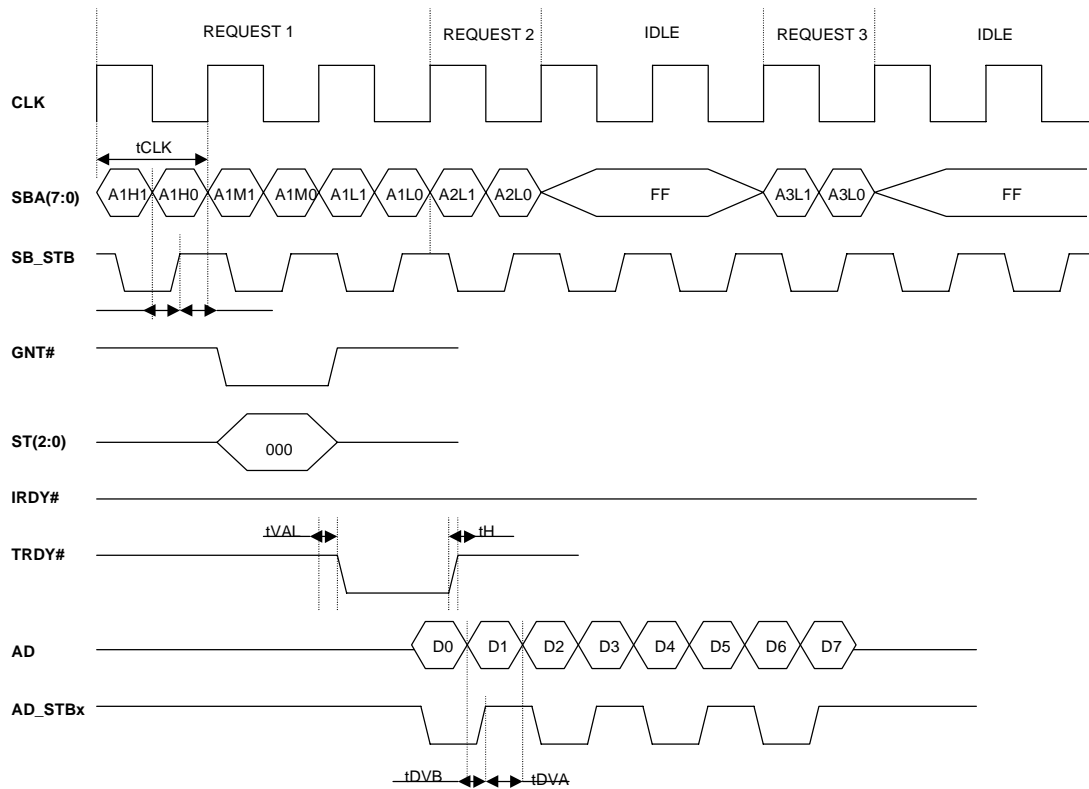 REQUEST 1 REQUEST 2 IDLE REQUEST 3 IDLE
CLK
tCLK
SBA(7:0) A1H1 A1H0 A1M1 A1M0 A1L1 A1L0 A2L1 A2L0 FF A3L1 A3L0 FF
SB_STB
GNT#
ST(2:0) 000
IRDY#
tVAL tH
TRDY#
AD D0 D1 D2 D3 D4 D5 D6 D7
AD_STBx
tDVB tDVA